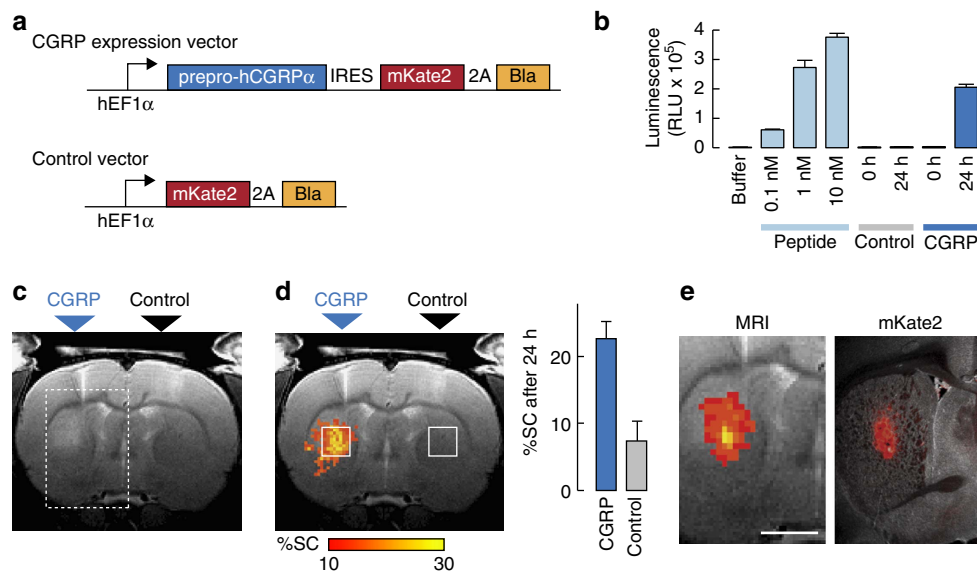 a
CGRP expression vector
prepro-hCGRPα IRES mKate2 2A Bla
hEF1α
Control vector
mKate2 2A Bla
hEF1α
b
Luminescence
(RLU x 10⁵)
4
3
2
1
0
Buffer
0.1 nM
1 nM
10 nM
0 h
24 h
0 h
24 h
Peptide Control CGRP
c
CGRP Control
d
CGRP Control
%SC
10 30
%SC after 24 h
20
10
0
CGRP
Control
e
MRI mKate2